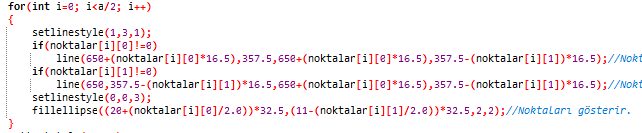 for(int i=0; i<a/2; i++)
{
setlinestyle(1,3,1);
if(noktalar[i][0]!=0)
line(650+(noktalar[i][0]*16.5),357.5,650+(noktalar[i][0]*16.5),357.5-(noktalar[i][1])*16.5);//Nokt
if(noktalar[i][1]!=0)
line(650,357.5-(noktalar[i][1])*16.5,650+(noktalar[i][0]*16.5),357.5-(noktalar[i][1])*16.5);//Nokt
setlinestyle(0,0,3);
fillellipse((20+(noktalar[i][0]/2.0))*32.5,(11-(noktalar[i][1]/2.0))*32.5,2,2);//Noktaları gösterir.
}